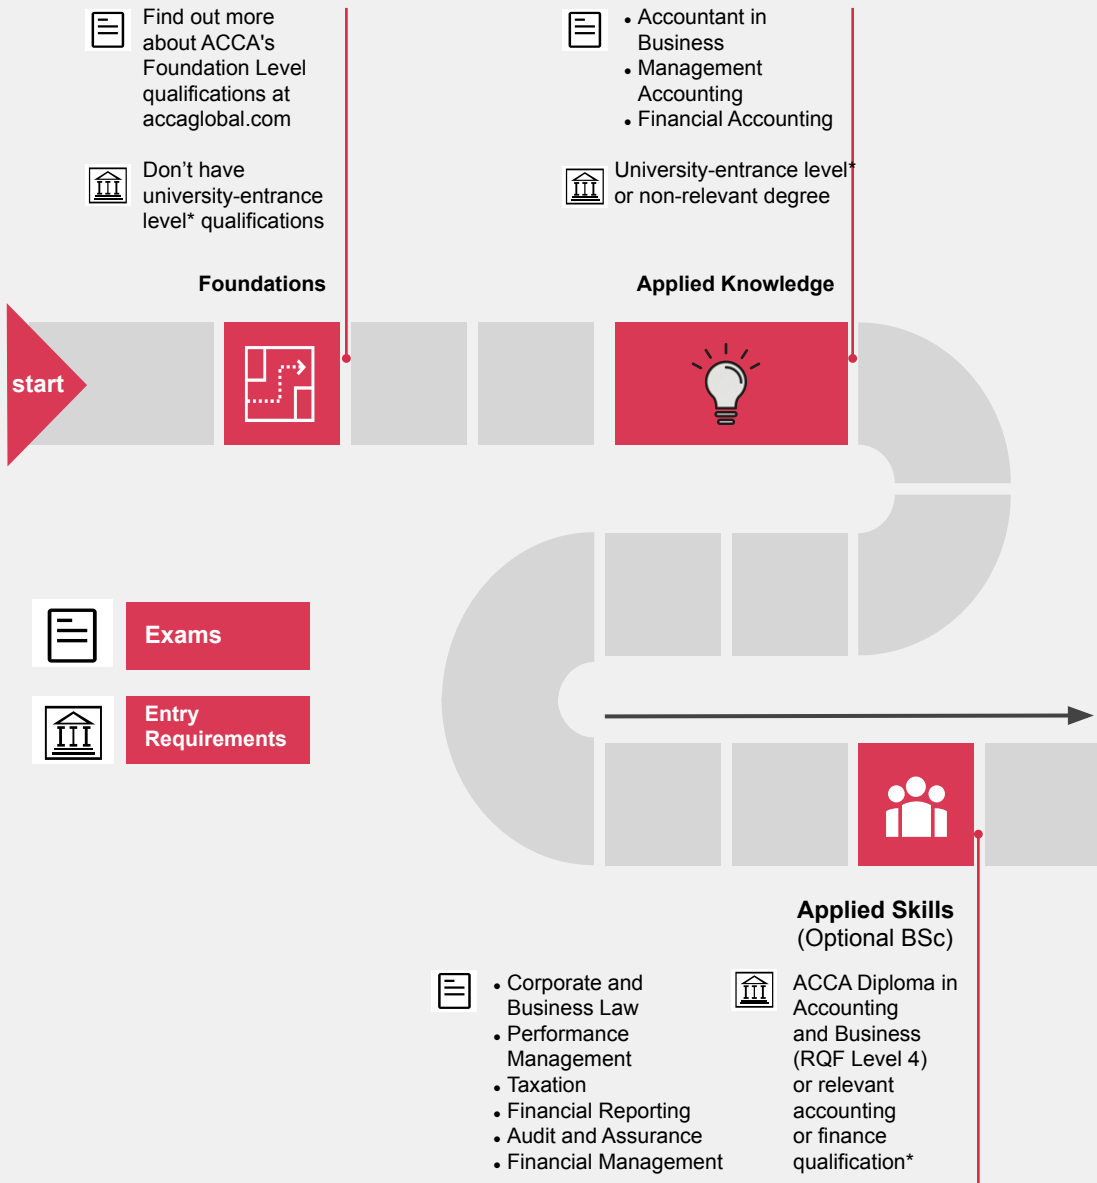 Find out more
about ACCA's
Foundation Level
qualifications at
accaglobal.com
Don’t have
university-entrance
level* qualifications
• Accountant in
Business
• Management
Accounting
• Financial Accounting
University-entrance level*
or non-relevant degree
Foundations
Applied Knowledge
start
Exams
Entry
Requirements
Applied Skills
(Optional BSc)
• Corporate and
Business Law
• Performance
Management
• Taxation
• Financial Reporting
• Audit and Assurance
• Financial Management
ACCA Diploma in
Accounting
and Business
(RQF Level 4)
or relevant
accounting
or finance
qualification*